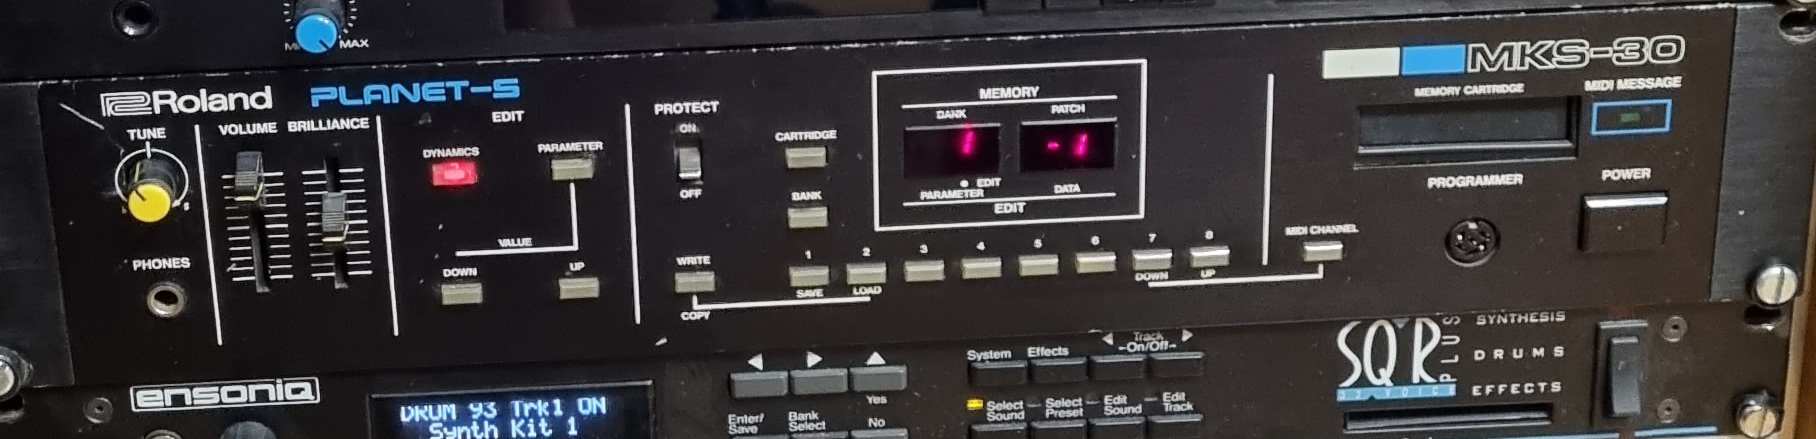 MAX
Roland PLANET-S
MKS-30
TUNE
VOLUME BRILLIANCE
EDIT
DYNAMICS
PARAMETER
VALUE
DOWN
UP
PHONES
PROTECT
ON
OFF
WRITE
COPY
CARTRIDGE
BANK
MEMORY
BANK PATCH
1 -1
EDIT
PARAMETER DATA
EDIT
1 2 3 4 5 6 7 8
SAVE LOAD DOWN UP
MIDI CHANNEL
MEMORY CARTRIDGE
MIDI MESSAGE
PROGRAMMER
POWER
ensoniq
DRUM 93 Trk1 ON
Synth Kit 1
Enter/
Save
Bank
Select
Yes
No
System
Effects
Track
On/Off
Select
Sound
Select
Preset
Edit
Sound
Edit
Track
SQR PLUS
32 VOICE
SYNTHESIS
DRUMS
EFFECTS